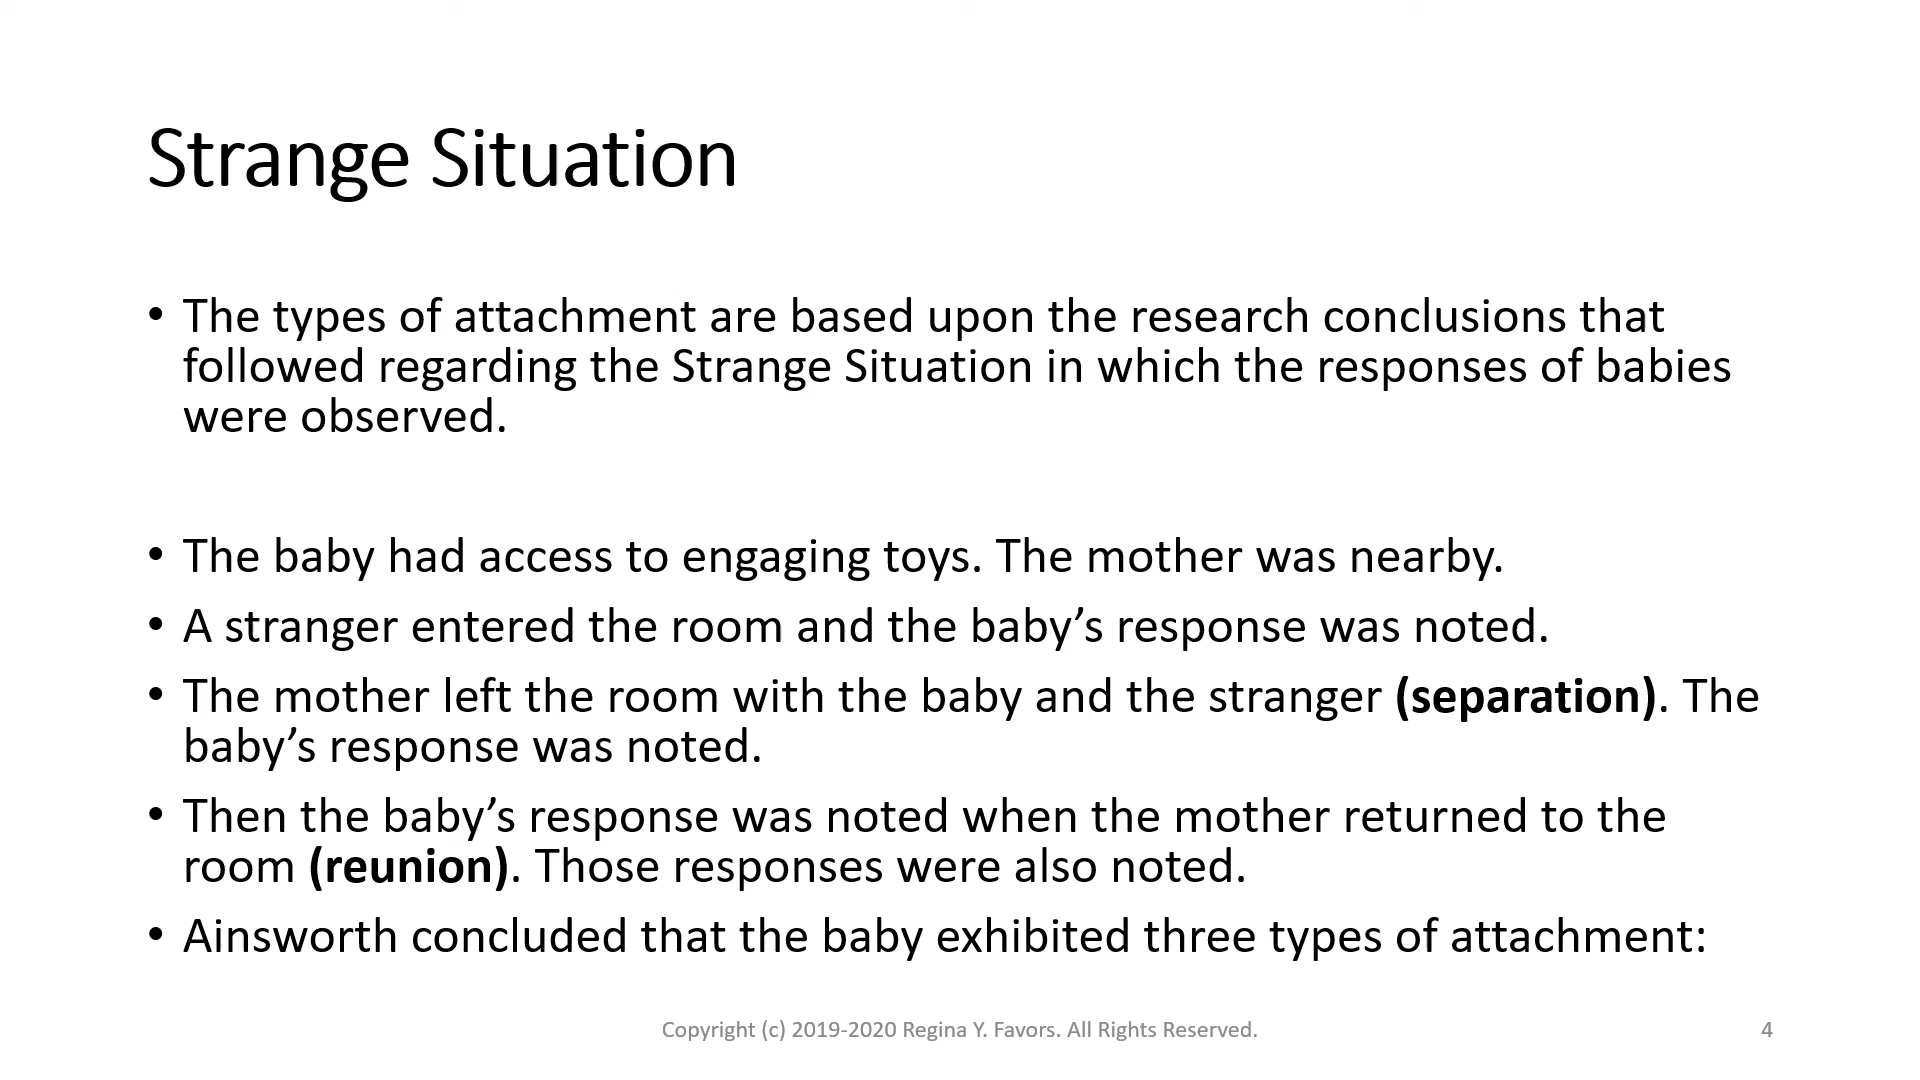 Strange Situation
• The types of attachment are based upon the research conclusions that
followed regarding the Strange Situation in which the responses of babies
were observed.
• The baby had access to engaging toys. The mother was nearby.
• A stranger entered the room and the baby’s response was noted.
• The mother left the room with the baby and the stranger (separation). The
baby’s response was noted.
• Then the baby’s response was noted when the mother returned to the
room (reunion). Those responses were also noted.
• Ainsworth concluded that the baby exhibited three types of attachment:
Copyright (c) 2019-2020 Regina Y. Favors. All Rights Reserved.
4